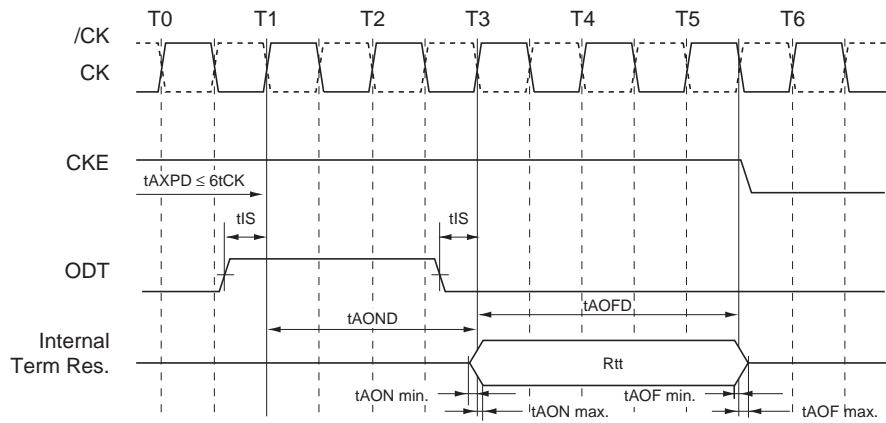 T0 T1 T2 T3 T4 T5 T6
/CK
CK
CKE
tAXPD ≤ 6tCK
tIS tIS
ODT
tAOND tAOFD
Internal
Term Res.
Rtt
tAON min. tAOF min.
tAON max. tAOF max.